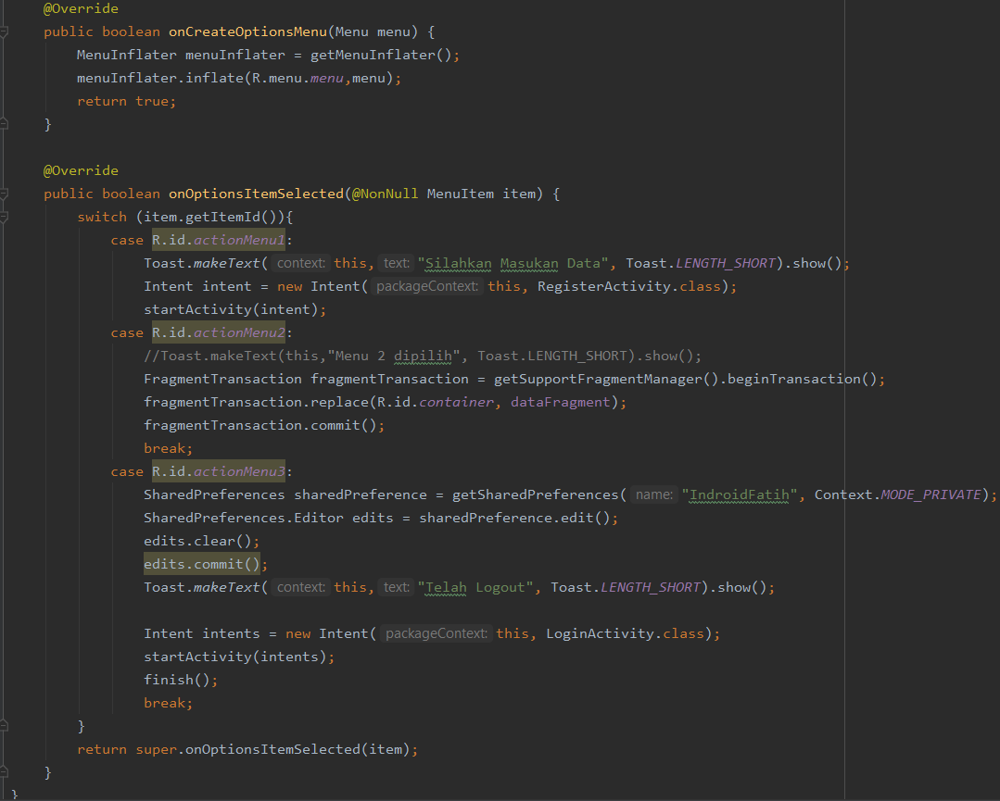 @Override
public boolean onCreateOptionsMenu(Menu menu) {
MenuInflater menuInflater = getMenuInflater();
menuInflater.inflate(R.menu.menu,menu);
return true;
}
@Override
public boolean onOptionsItemSelected(@NonNull MenuItem item) {
switch (item.getItemId()){
case R.id.actionMenu1:
Toast.makeText( context: this, text: "Silahkan Masukan Data", Toast.LENGTH_SHORT).show();
Intent intent = new Intent( packageContext: this, RegisterActivity.class);
startActivity(intent);
case R.id.actionMenu2:
//Toast.makeText(this,"Menu 2 dipilih", Toast.LENGTH_SHORT).show();
FragmentTransaction fragmentTransaction = getSupportFragmentManager().beginTransaction();
fragmentTransaction.replace(R.id.container, dataFragment);
fragmentTransaction.commit();
break;
case R.id.actionMenu3:
SharedPreferences sharedPreference = getSharedPreferences( name: "IndroidFatih", Context.MODE_PRIVATE);
SharedPreferences.Editor edits = sharedPreference.edit();
edits.clear();
edits.commit();
Toast.makeText( context: this, text: "Telah Logout", Toast.LENGTH_SHORT).show();
Intent intents = new Intent( packageContext: this, LoginActivity.class);
startActivity(intents);
finish();
break;
}
return super.onOptionsItemSelected(item);
}
}